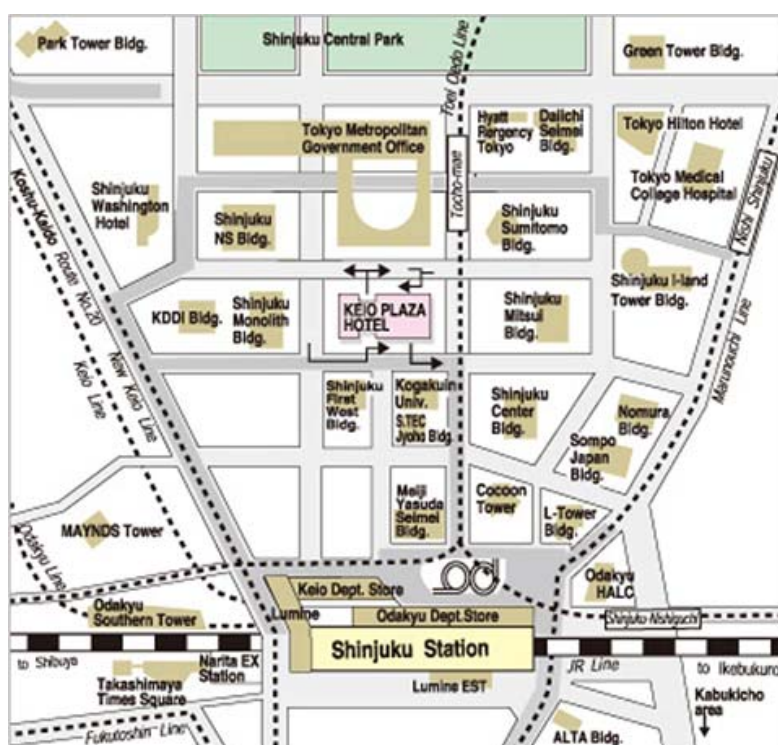 Park Tower Bldg.
Shinjuku Central Park
Green Tower Bldg.
Toei Oedo Line
Tokyo Metropolitan
Government Office
Hyatt
Regency
Tokyo
Daiichi
Seimei
Bldg.
Tokyo Hilton Hotel
Tokyo Medical
College Hospital
Nishi Shinjuku
Tocho-mae
Shinjuku
Washington
Hotel
Shinjuku
NS Bldg.
Shinjuku
Sumitomo
Bldg.
Koshu-Kaido Route No.20
Shinjuku I-land
Tower Bldg.
KDDI Bldg.
Shinjuku
Monolith
Bldg.
KEIO PLAZA
HOTEL
Shinjuku
Mitsui
Bldg.
Keio Line
New Keio Line
Marunouchi Line
Shinjuku
First
West
Bldg.
Kogakuin
Univ.
S.TEC
Jyoho Bldg.
Shinjuku
Center
Bldg.
Nomura
Bldg.
Sompo
Japan
Bldg.
Meiji
Yasuda
Seimei
Bldg.
Cocoon
Tower
L-Tower
Bldg.
MAYNDS Tower
Odakyu Line
Odakyu
HALC
Keio Dept. Store
Odakyu
Southern Tower
Lumine
Odakyu Dept.Store
Shinjuku-Nishiguchi
Shinjuku Station
to Shibuya
Narita EX
Station
JR Line
to Ikebukuro
Takashimaya
Times Square
Lumine EST
Kabukicho
area
Fukutoshin Line
ALTA Bldg.